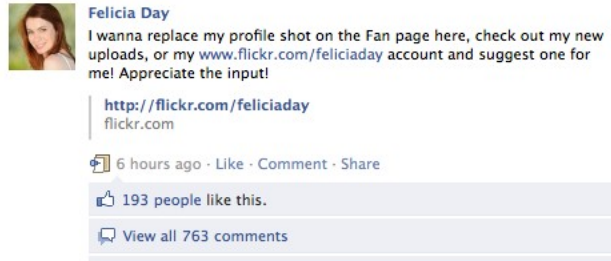 Felicia Day
I wanna replace my profile shot on the Fan page here, check out my new
uploads, or my www.flickr.com/feliciaday account and suggest one for
me! Appreciate the input!
http://flickr.com/feliciaday
flickr.com
6 hours ago · Like · Comment · Share
193 people like this.
View all 763 comments